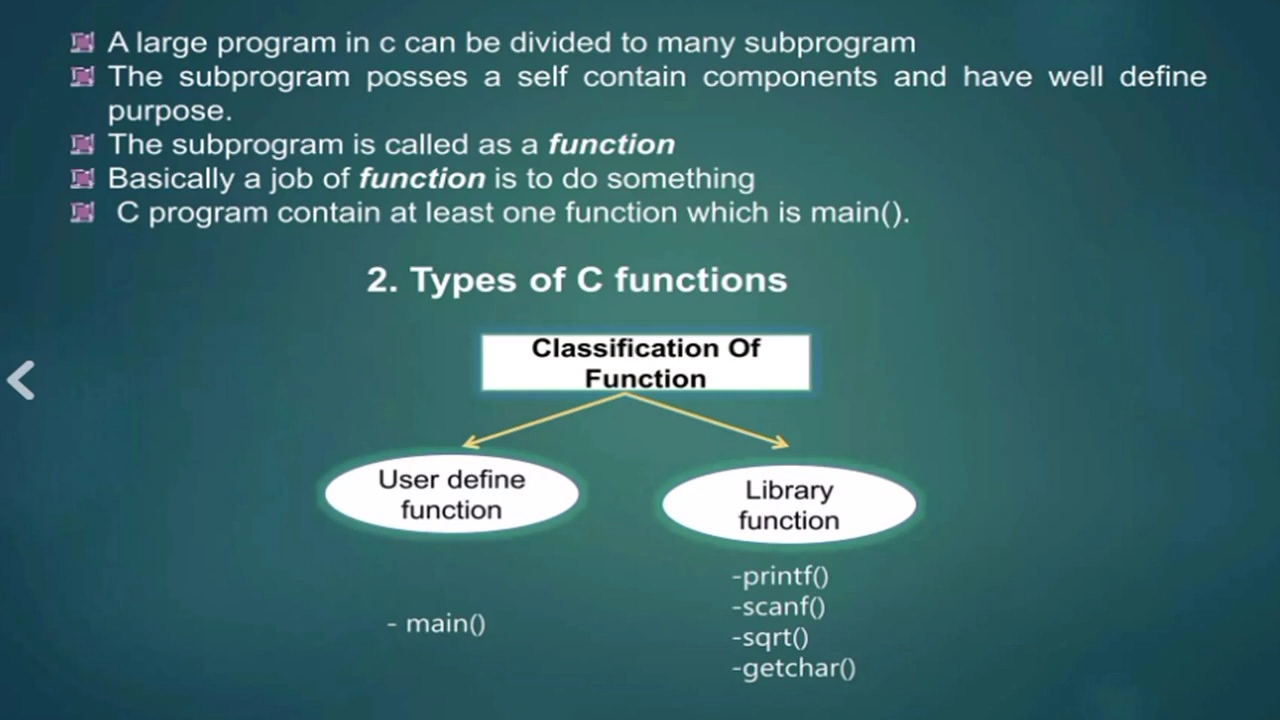 A large program in c can be divided to many subprogram
The subprogram posses a self contain components and have well define
purpose.
The subprogram is called as a function
Basically a job of function is to do something
C program contain at least one function which is main().
2. Types of C functions
Classification Of
Function
User define
function
Library
function
- main()
-printf()
-scanf()
-sqrt()
-getchar()